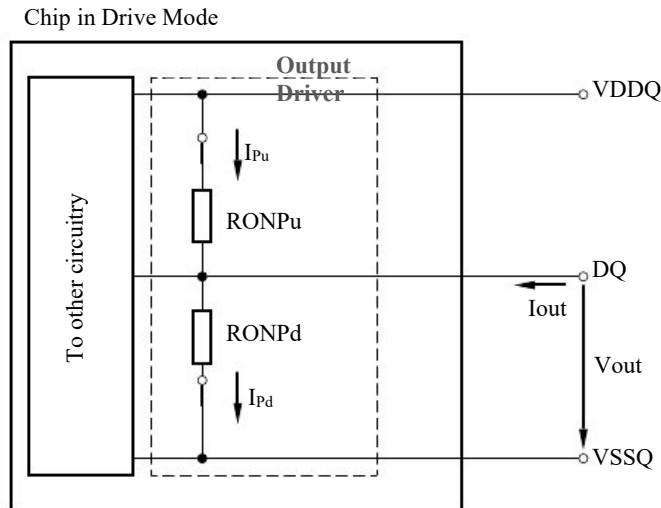 Chip in Drive Mode
Output
Driver
VDDQ
IPu
RONPu
To other circuitry
DQ
Iout
RONPd
Vout
IPd
VSSQ